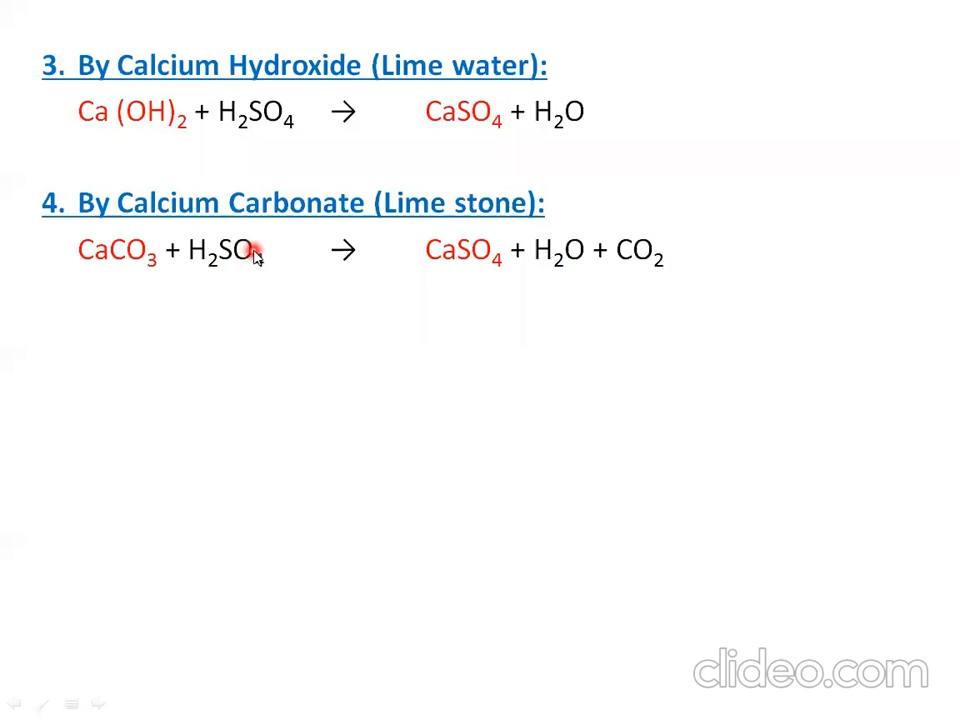 3. By Calcium Hydroxide (Lime water):
Ca (OH)₂ + H₂SO₄ → CaSO₄ + H₂O
4. By Calcium Carbonate (Lime stone):
CaCO₃ + H₂SO → CaSO₄ + H₂O + CO₂
clideo.com